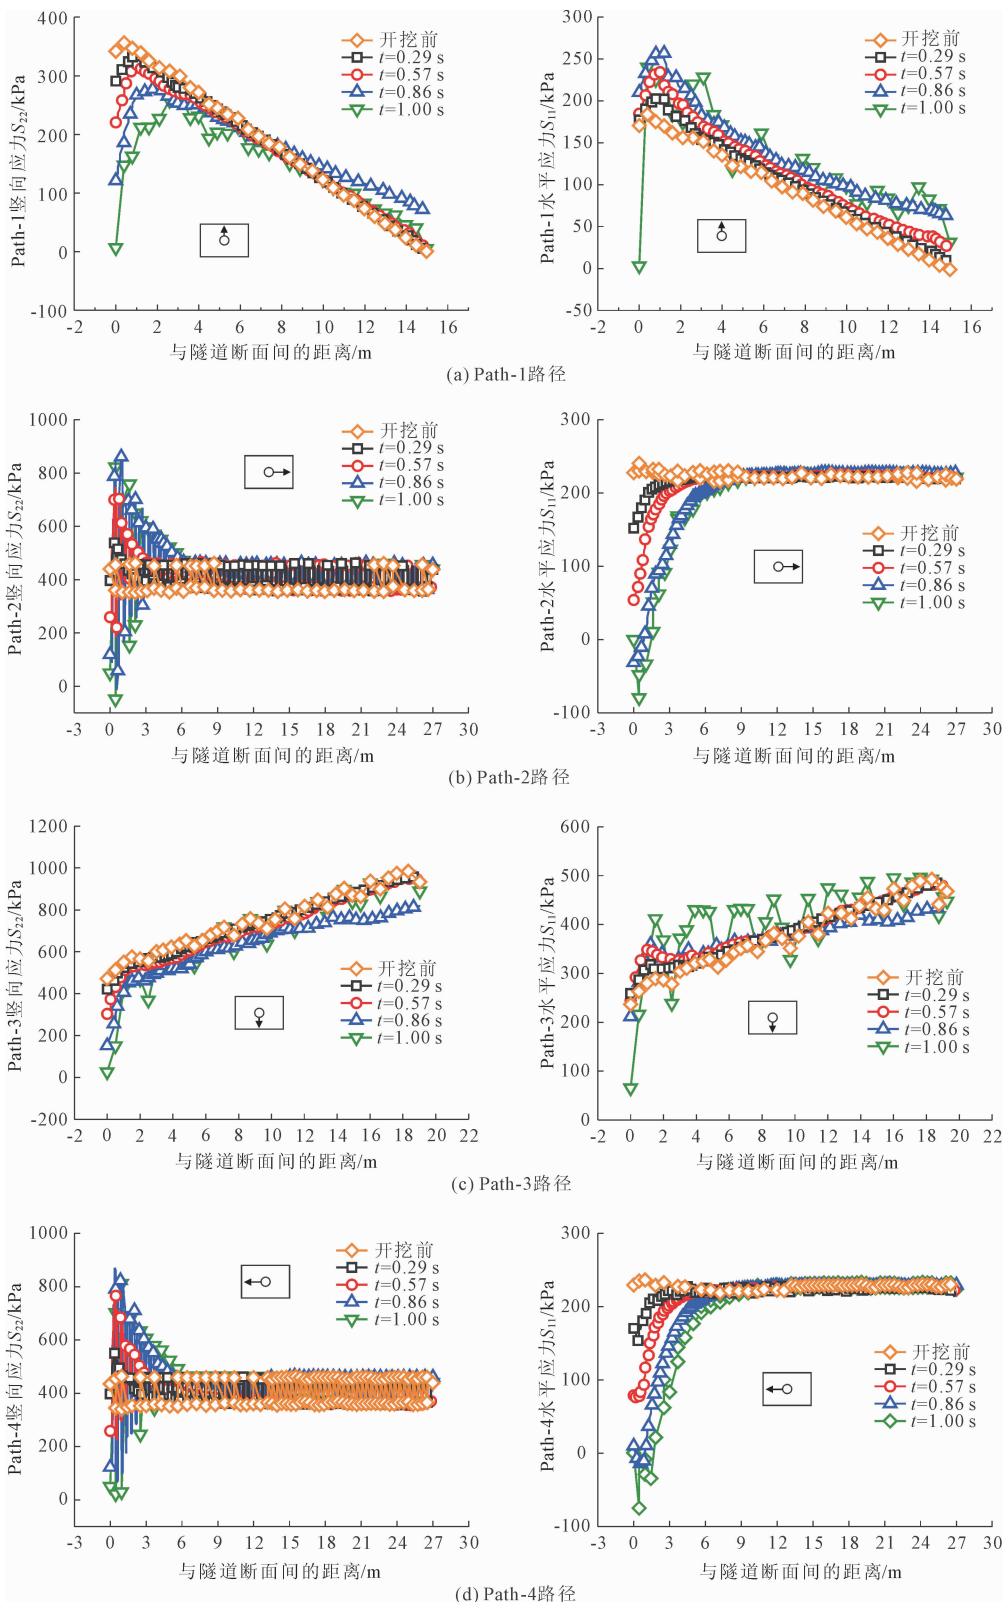 400
300
200
100
0
-100
-2 0 2 4 6 8 10 12 14 16
Path-1竖向应力S₂₂/kPa
与隧道断面间的距离/m
开挖前
t=0.29 s
t=0.57 s
t=0.86 s
t=1.00 s
300
250
200
150
100
50
0
-50
-2 0 2 4 6 8 10 12 14 16
Path-1水平应力S₁₁/kPa
与隧道断面间的距离/m
开挖前
t=0.29 s
t=0.57 s
t=0.86 s
t=1.00 s
(a) Path-1路径
1000
800
600
400
200
0
-3 0 3 6 9 12 15 18 21 24 27 30
Path-2竖向应力S₂₂/kPa
与隧道断面间的距离/m
开挖前
t=0.29 s
t=0.57 s
t=0.86 s
t=1.00 s
300
200
100
0
-100
-3 0 3 6 9 12 15 18 21 24 27 30
Path-2水平应力S₁₁/kPa
与隧道断面间的距离/m
开挖前
t=0.29 s
t=0.57 s
t=0.86 s
t=1.00 s
(b) Path-2路径
1200
1000
800
600
400
200
0
-200
-2 0 2 4 6 8 10 12 14 16 18 20 22
Path-3竖向应力S₂₂/kPa
与隧道断面间的距离/m
开挖前
t=0.29 s
t=0.57 s
t=0.86 s
t=1.00 s
600
500
400
300
200
100
0
-2 0 2 4 6 8 10 12 14 16 18 20 22
Path-3水平应力S₁₁/kPa
与隧道断面间的距离/m
开挖前
t=0.29 s
t=0.57 s
t=0.86 s
t=1.00 s
(c) Path-3路径
1000
800
600
400
200
0
-3 0 3 6 9 12 15 18 21 24 27 30
Path-4竖向应力S₂₂/kPa
与隧道断面间的距离/m
开挖前
t=0.29 s
t=0.57 s
t=0.86 s
t=1.00 s
300
200
100
0
-100
-3 0 3 6 9 12 15 18 21 24 27 30
Path-4水平应力S₁₁/kPa
与隧道断面间的距离/m
开挖前
t=0.29 s
t=0.57 s
t=0.86 s
t=1.00 s
(d) Path-4路径